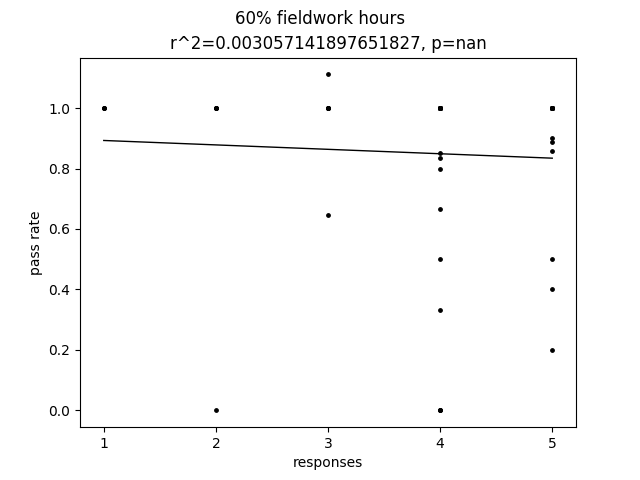 60% fieldwork hours
r^2=0.003057141897651827, p=nan
1.0
0.8
0.6
0.4
0.2
0.0
pass rate
1 2 3 4 5
responses